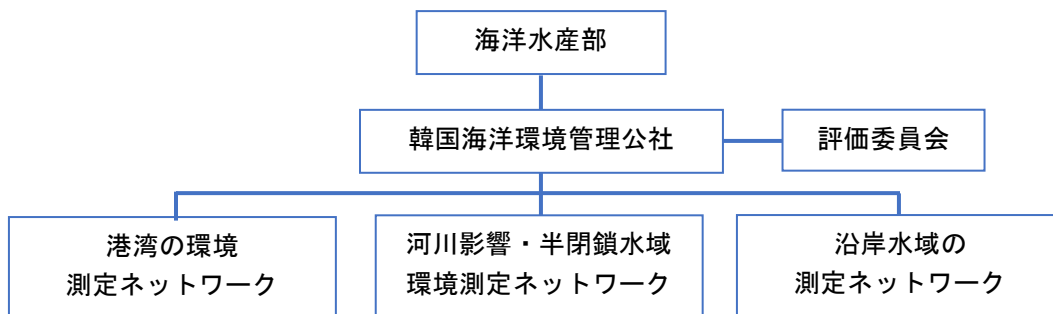 海洋水産部
韓国海洋環境管理公社
評価委員会
港湾の環境
測定ネットワーク
河川影響・半閉鎖水域
環境測定ネットワーク
沿岸水域の
測定ネットワーク